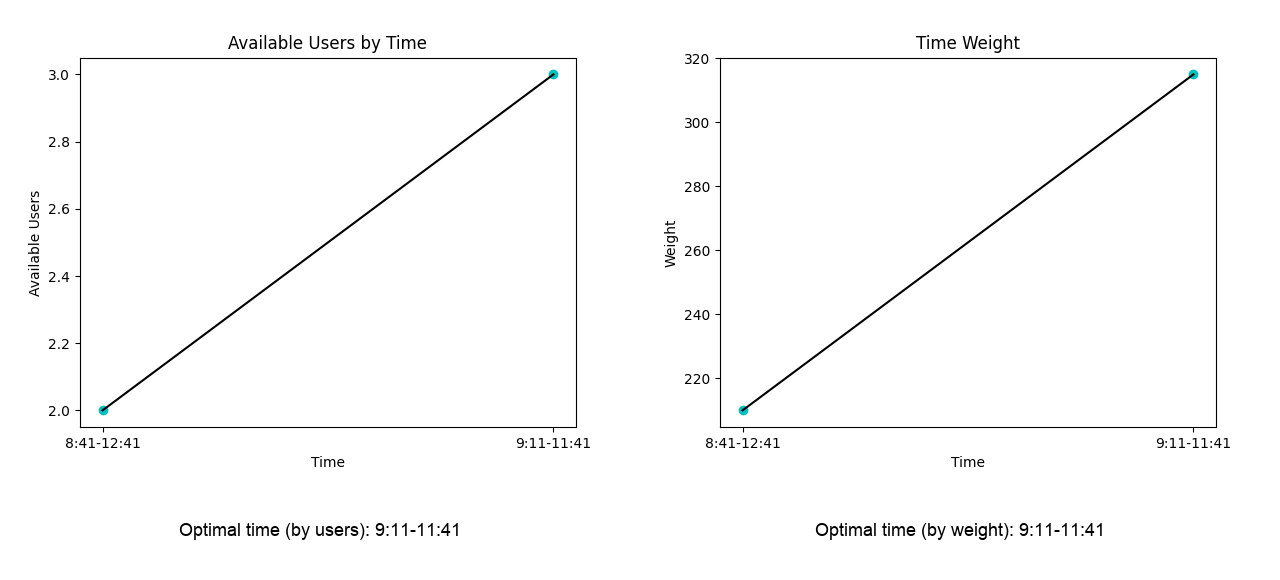 Available Users by Time
3.0
2.8
2.6
2.4
2.2
2.0
Available Users
8:41-12:41
9:11-11:41
Time
Optimal time (by users): 9:11-11:41
Time Weight
320
300
280
260
240
220
Weight
8:41-12:41
9:11-11:41
Time
Optimal time (by weight): 9:11-11:41